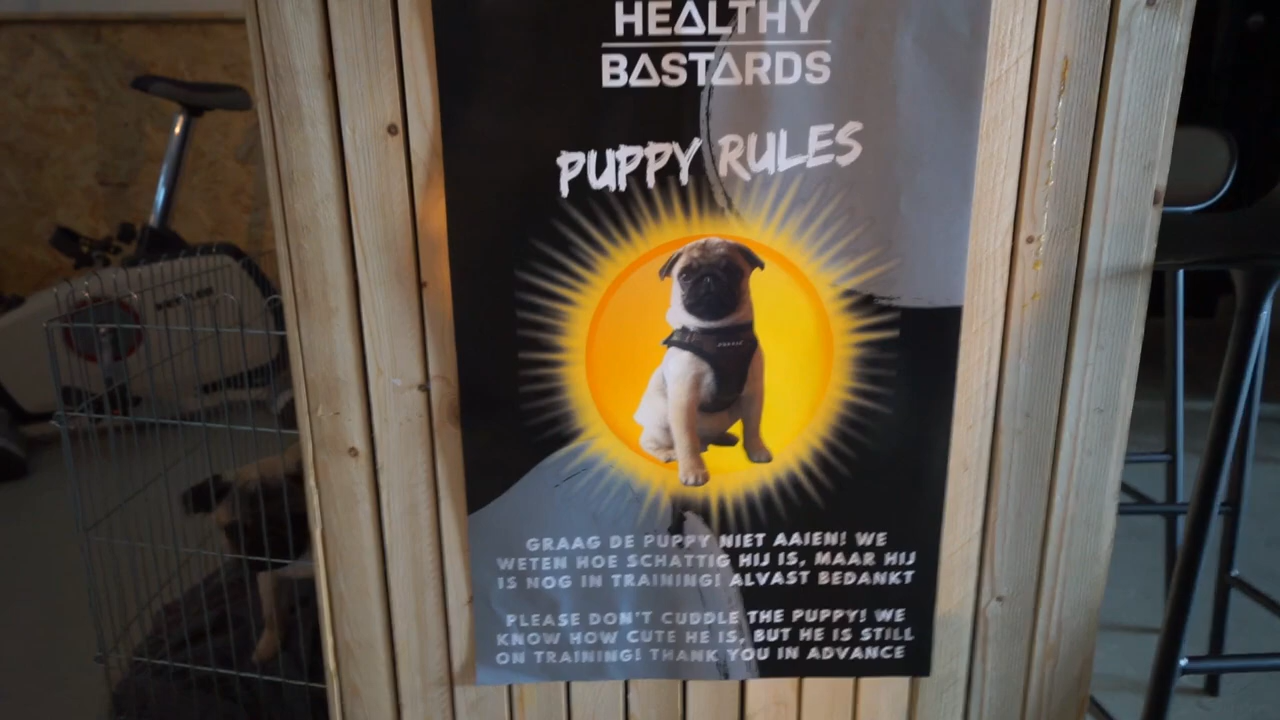 HEALTHY
BASTARDS
PUPPY RULES
GRAAG DE PUPPY NIET AAIEN! WE
WETEN HOE SCHATTIG HIJ IS, MAAR HIJ
IS NOG IN TRAINING! ALVAST BEDANKT
PLEASE DON'T CUDDLE THE PUPPY! WE
KNOW HOW CUTE HE IS, BUT HE IS STILL
ON TRAINING! THANK YOU IN ADVANCE